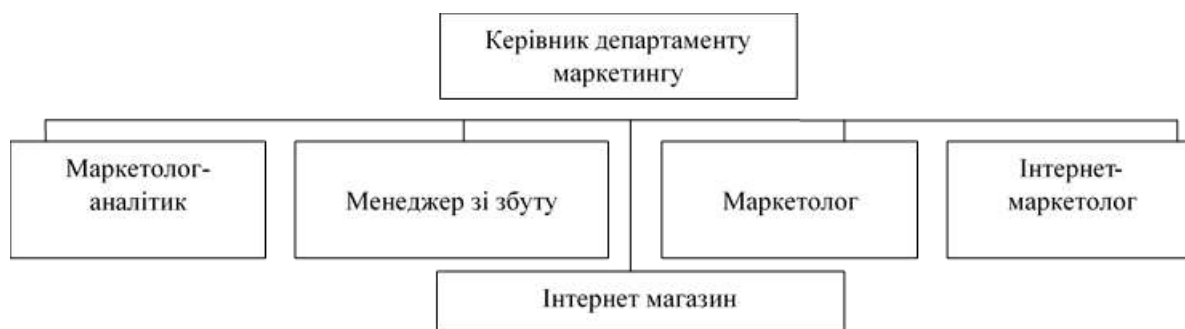 Керівник департаменту
маркетингу
Маркетолог-
аналітик
Менеджер зі збуту
Маркетолог
Інтернет-
маркетолог
Інтернет магазин